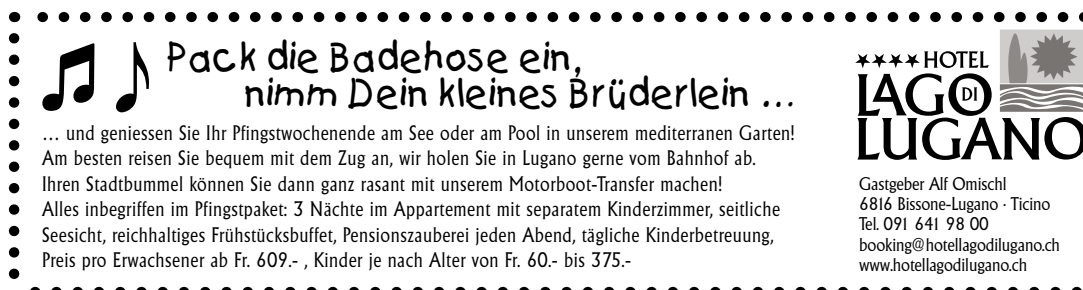 Pack die Badehose ein,
nimm Dein kleines Brüderlein ...
... und geniessen Sie Ihr Pfingstwochenende am See oder am Pool in unserem mediterranen Garten!
Am besten reisen Sie bequem mit dem Zug an, wir holen Sie in Lugano gerne vom Bahnhof ab.
Ihren Stadtbummel können Sie dann ganz rasant mit unserem Motorboot-Transfer machen!
Alles inbegriffen im Pfingstpaket: 3 Nächte im Appartement mit separatem Kinderzimmer, seitliche
Seesicht, reichhaltiges Frühstücksbuffet, Pensionszauberei jeden Abend, tägliche Kinderbetreuung,
Preis pro Erwachsener ab Fr. 609.- , Kinder je nach Alter von Fr. 60.- bis 375.-
★★★★ HOTEL
LAGO DI
LUGANO
Gastgeber Alf Omischl
6816 Bissone-Lugano · Ticino
Tel. 091 641 98 00
booking@hotellagodilugano.ch
www.hotellagodilugano.ch